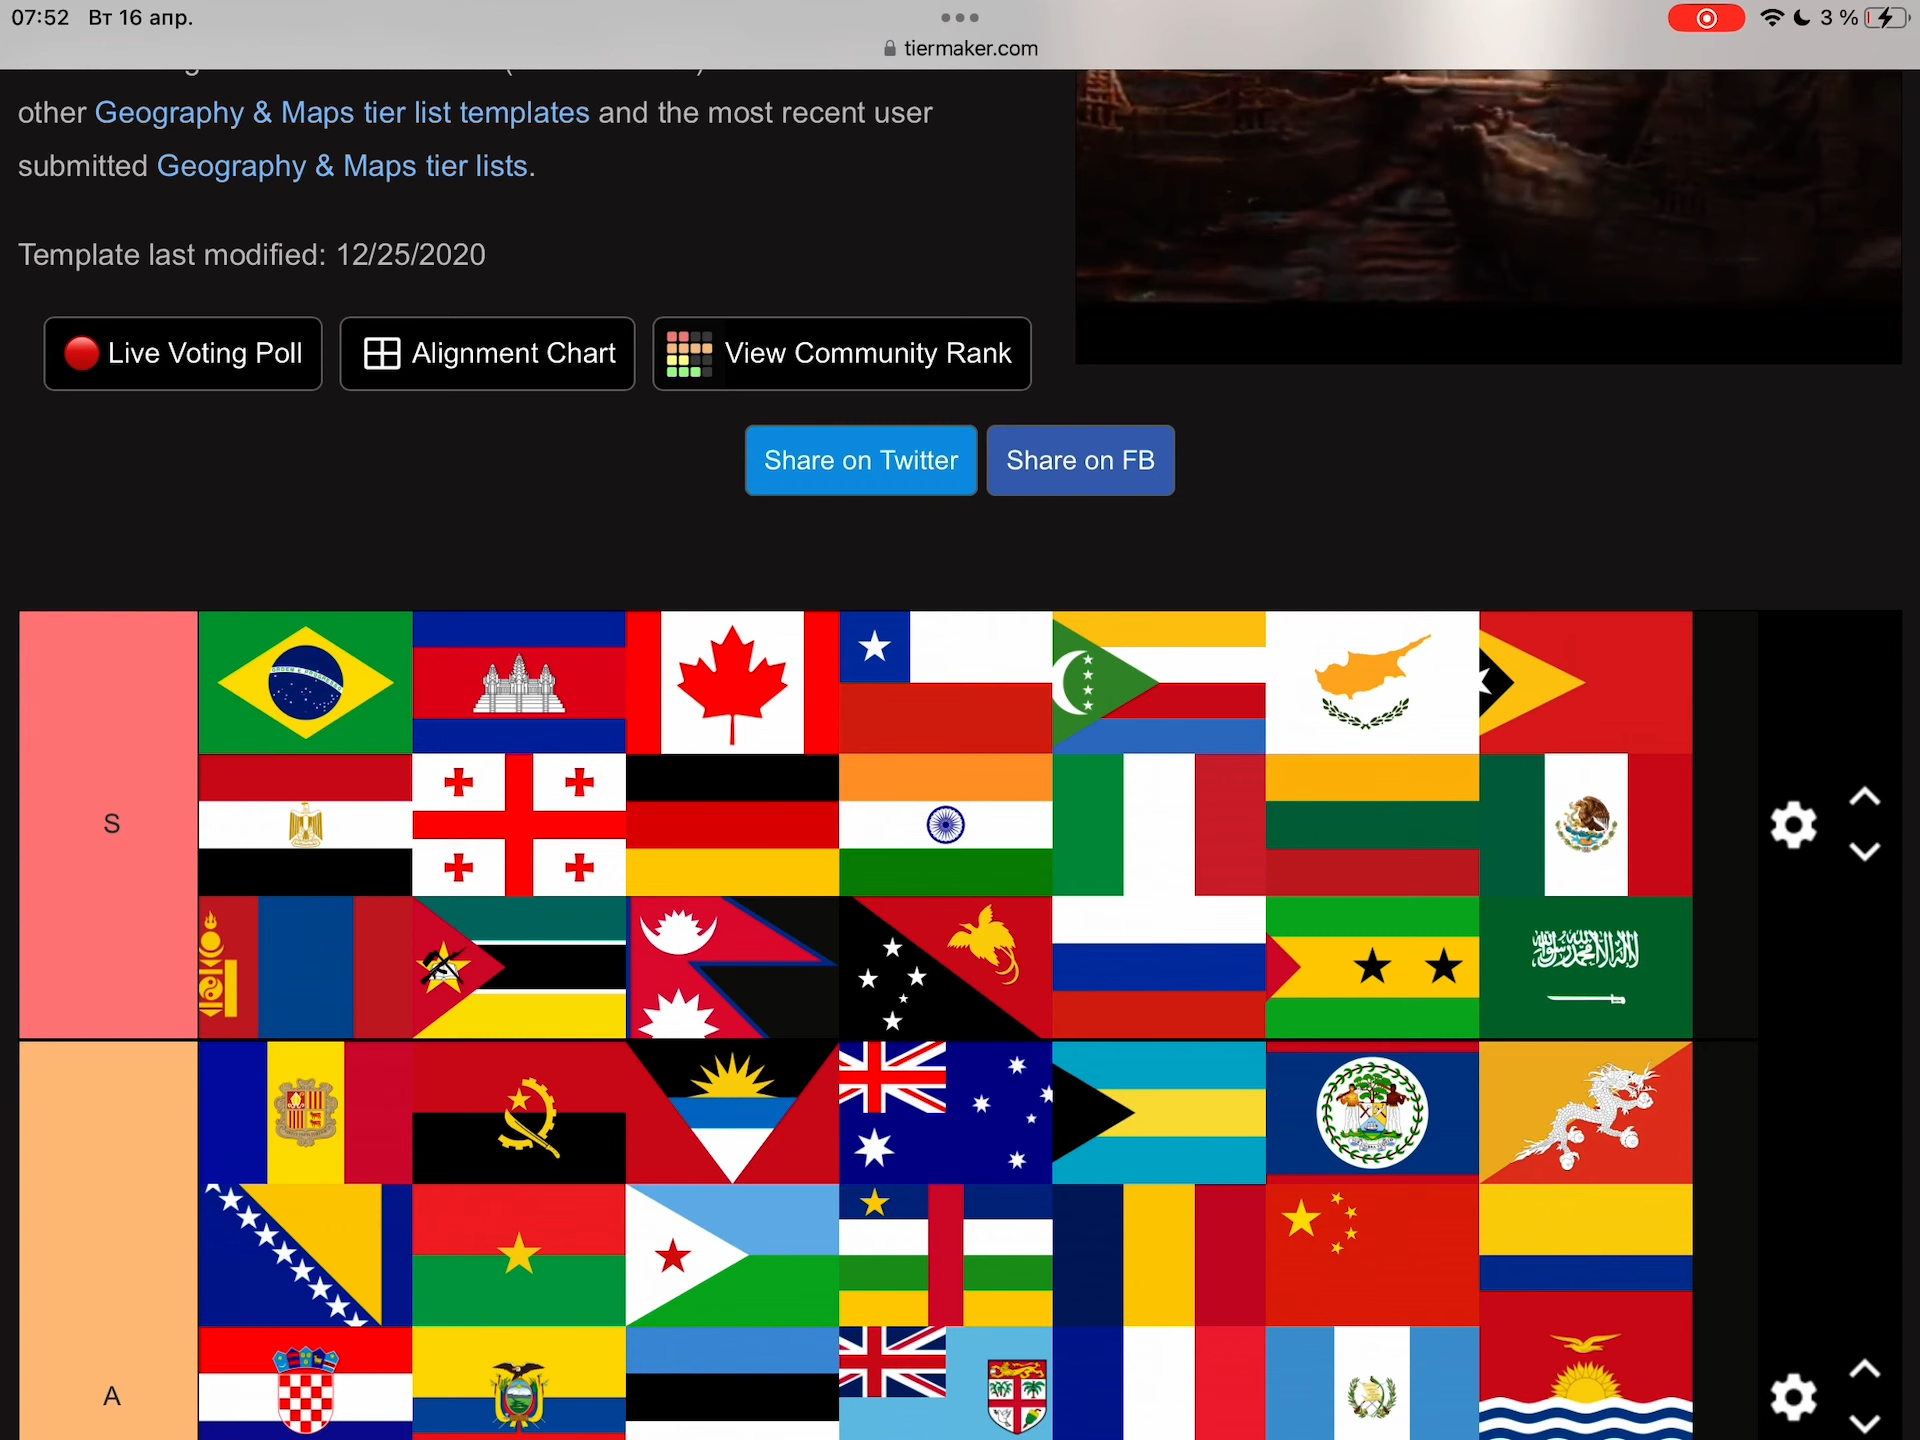 07:52 Вт 16 апр.
3 %
tiermaker.com
other Geography & Maps tier list templates and the most recent user
submitted Geography & Maps tier lists.
Template last modified: 12/25/2020
Live Voting Poll
Alignment Chart
View Community Rank
Share on Twitter
Share on FB
S
A